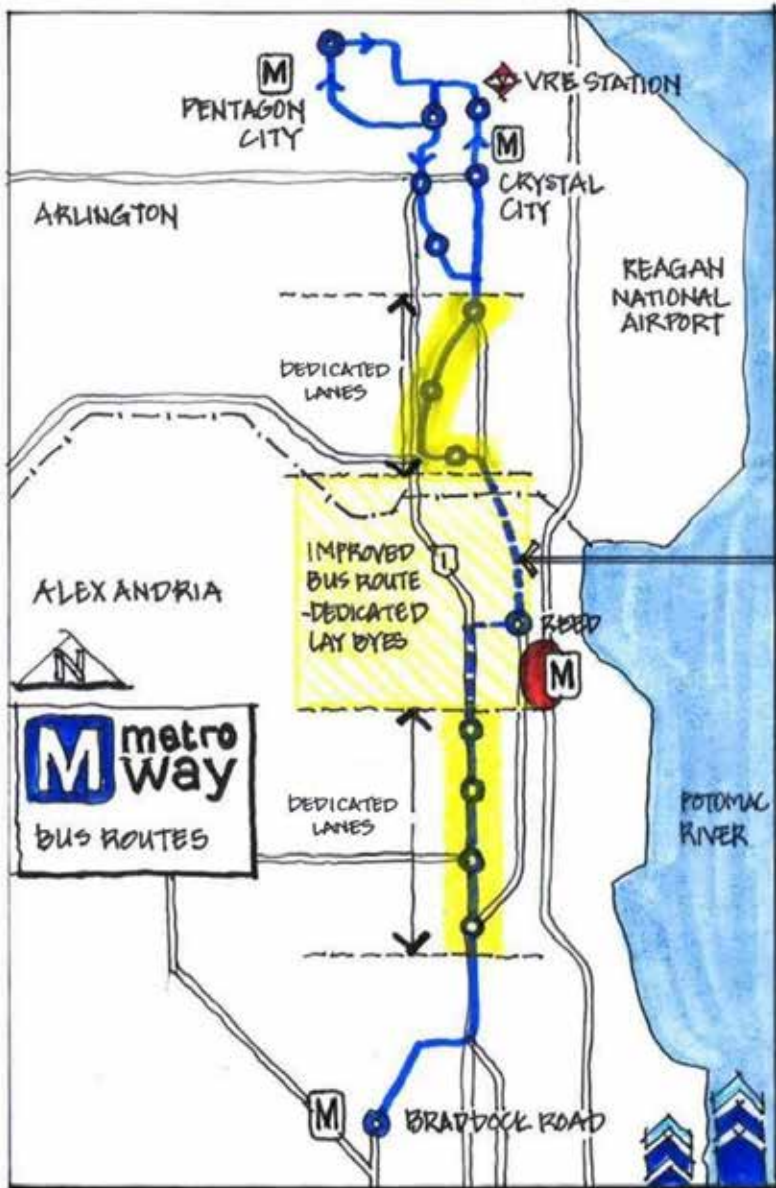 M
PENTAGON
CITY
VRE STATION
M
CRYSTAL
CITY
ARLINGTON
REAGAN
NATIONAL
AIRPORT
DEDICATED
LANES
IMPROVED
BUS ROUTE
-DEDICATED
LAY BYES
1
ALEXANDRIA
REED
N
M
M metro
way
BUS ROUTES
DEDICATED
LANES
POTOMAC
RIVER
M
BRADDOCK ROAD